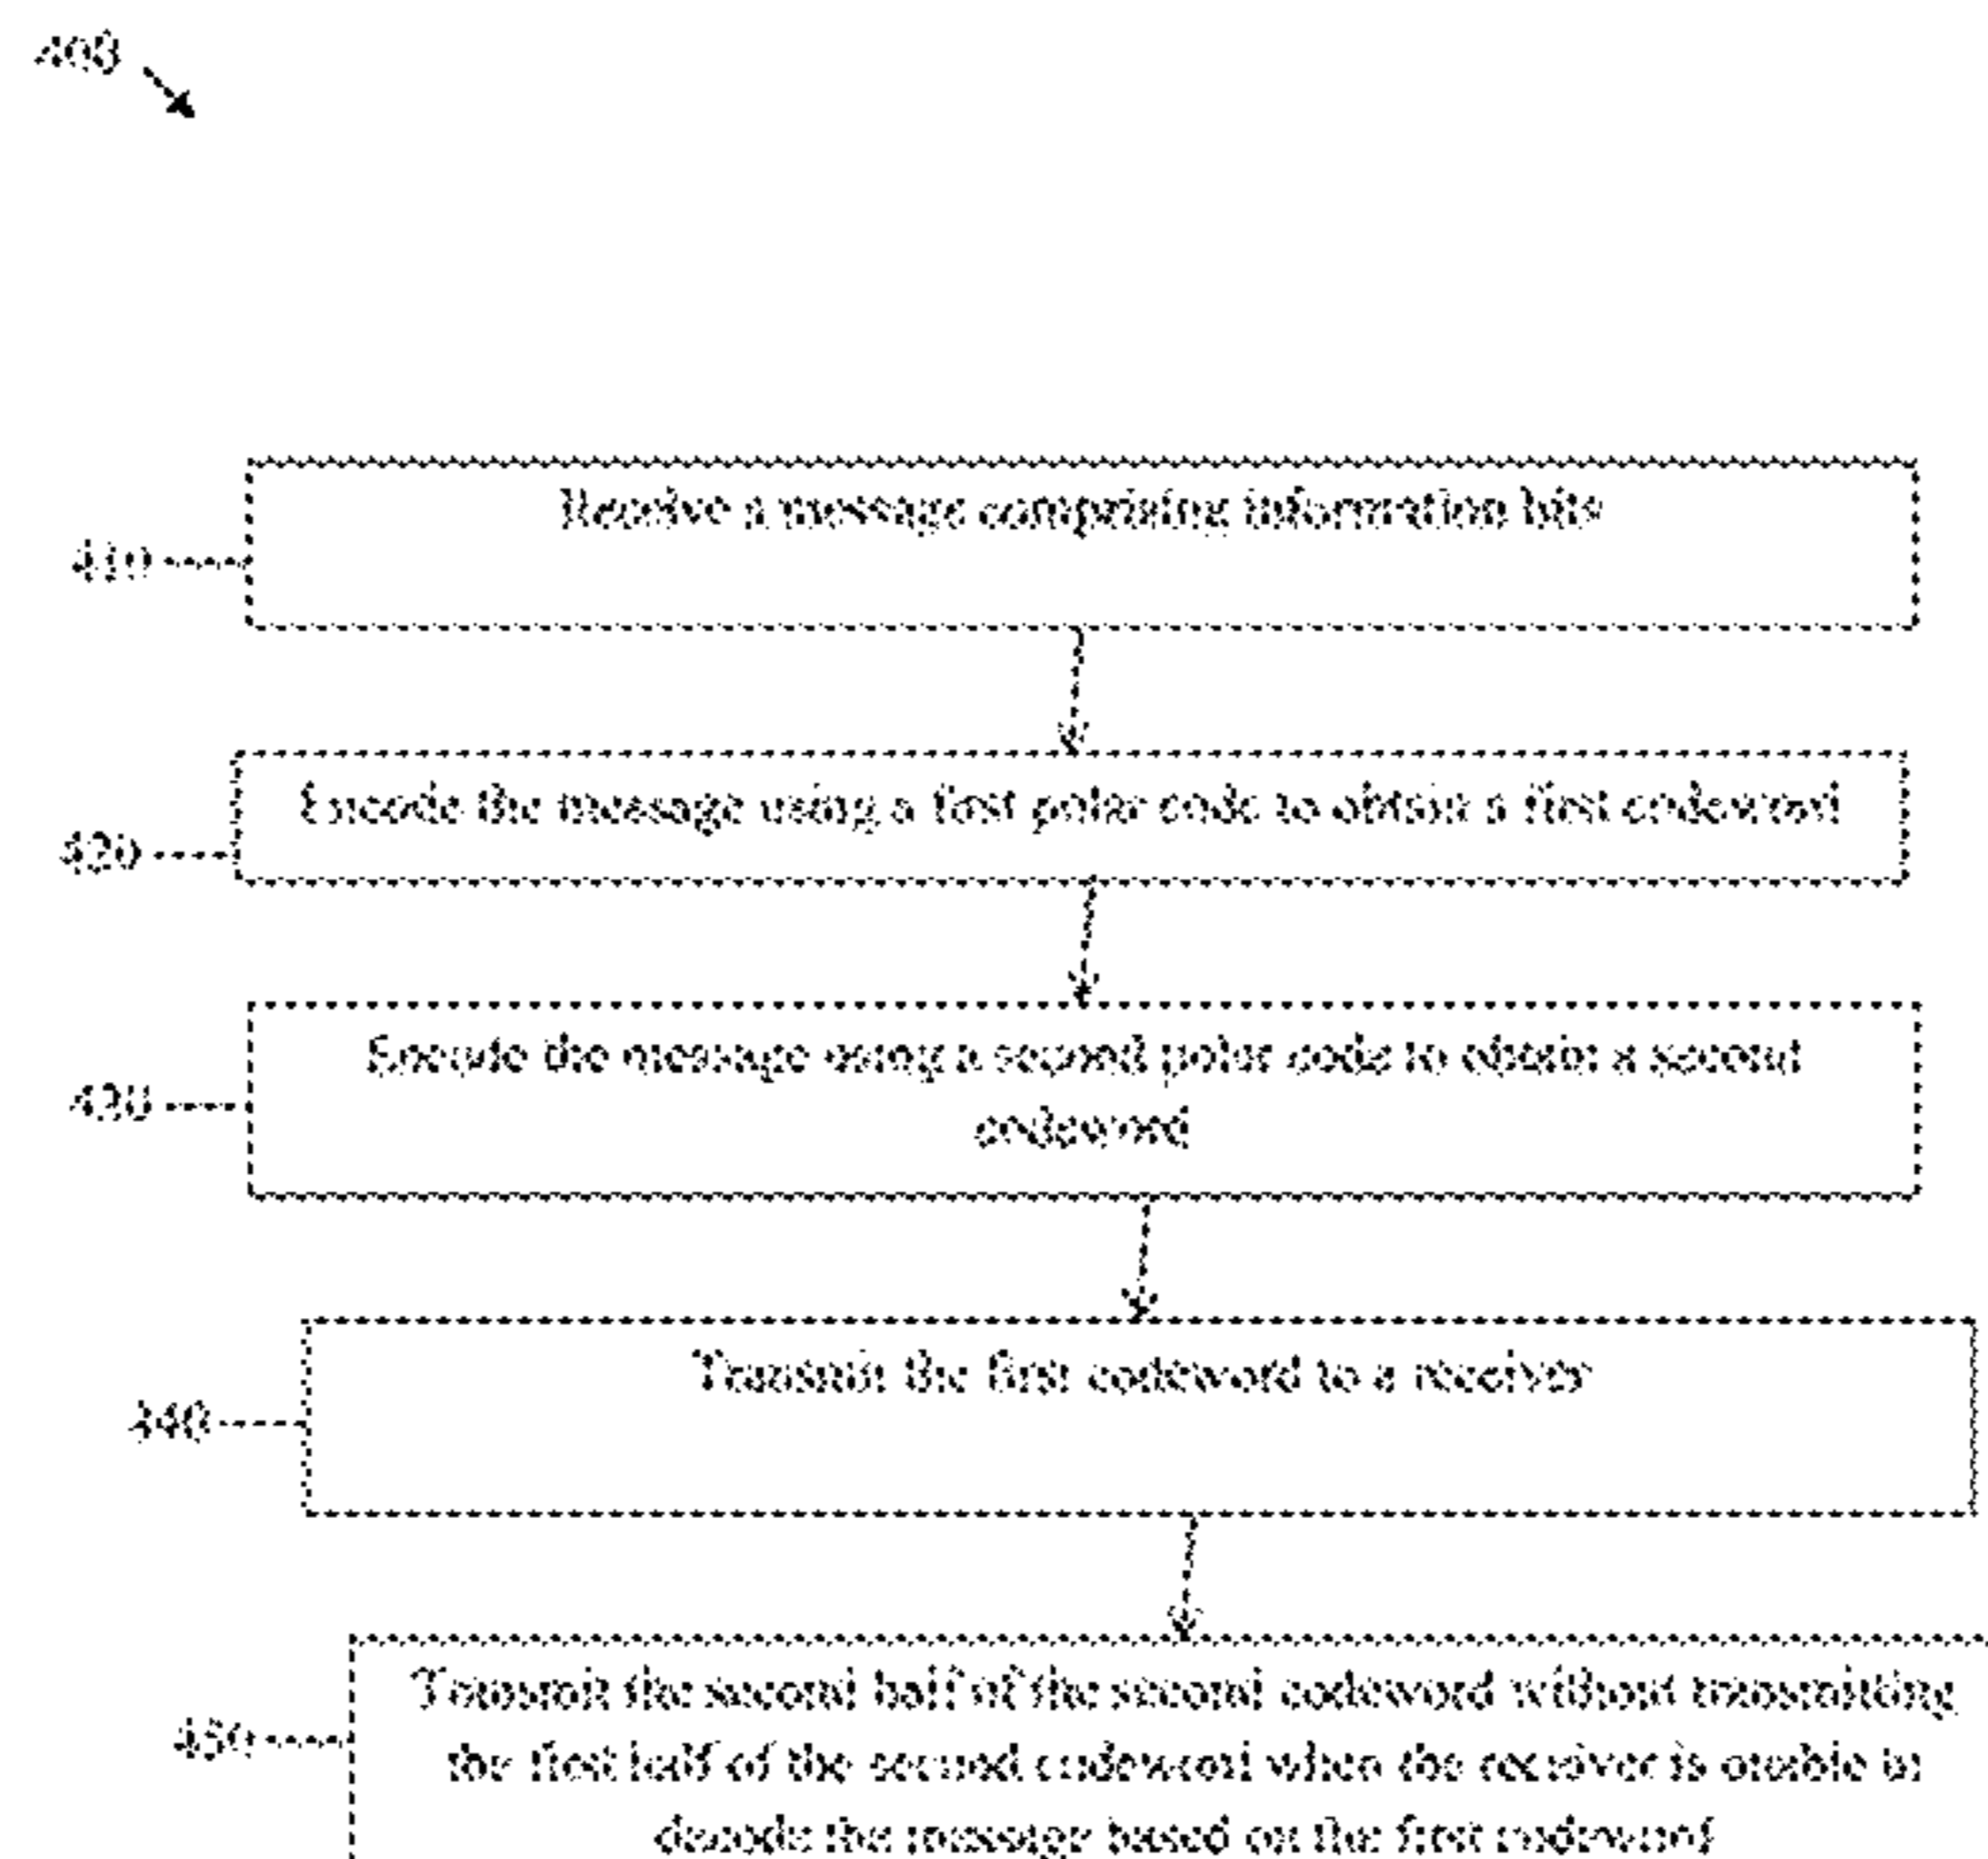 400
Receive a message comprising information bits
410
Encode the message using a first polar code to obtain a first codeword
420
Encode the message using a second polar code to obtain a second
codeword
430
Transmit the first codeword to a receiver
440
Transmit the second half of the second codeword without transmitting
the first half of the second codeword when the receiver is unable to
decode the message based on the first codeword
450